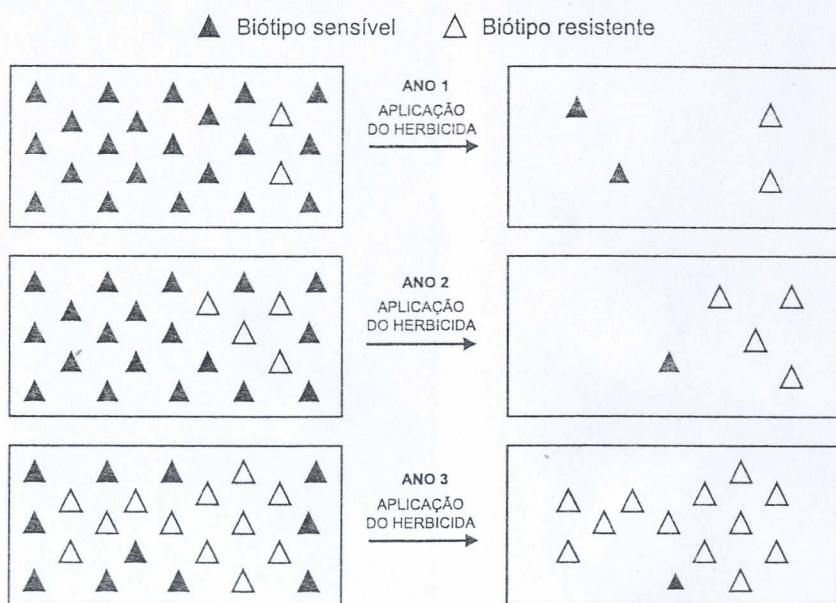 Biótipo sensível
Biótipo resistente
ANO 1
APLICAÇÃO
DO HERBICIDA
ANO 2
APLICAÇÃO
DO HERBICIDA
ANO 3
APLICAÇÃO
DO HERBICIDA